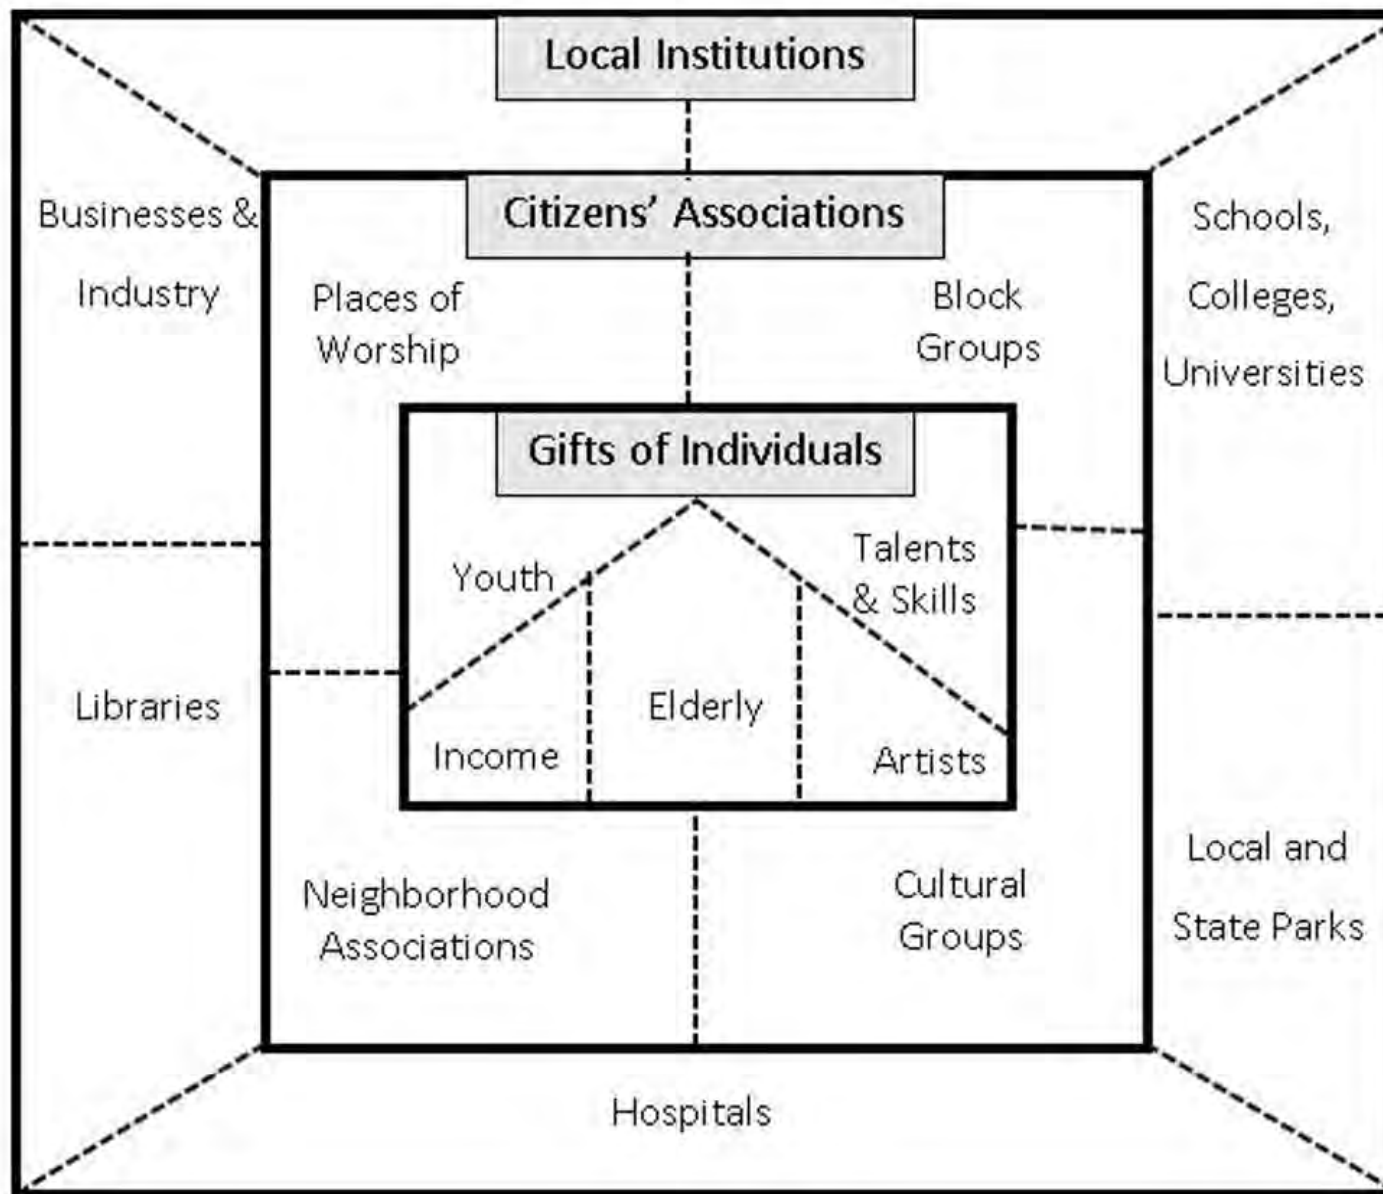 Local Institutions
Citizens’ Associations
Businesses &
Industry
Places of
Worship
Block
Groups
Schools,
Colleges,
Universities
Gifts of Individuals
Youth
Talents
& Skills
Income
Elderly
Artists
Libraries
Neighborhood
Associations
Cultural
Groups
Local and
State Parks
Hospitals